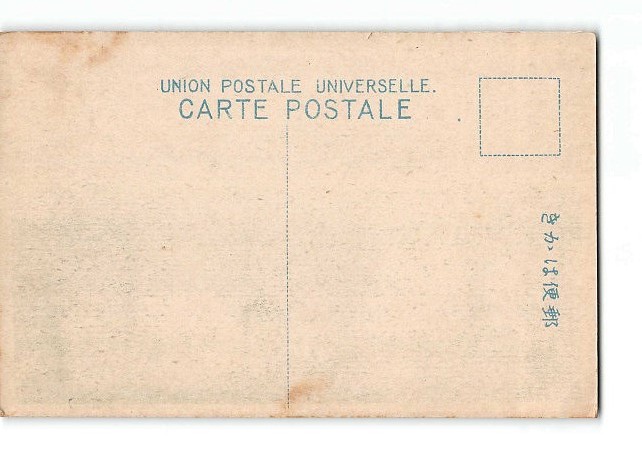 UNION POSTALE UNIVERSELLE.
CARTE POSTALE
きかは便郵